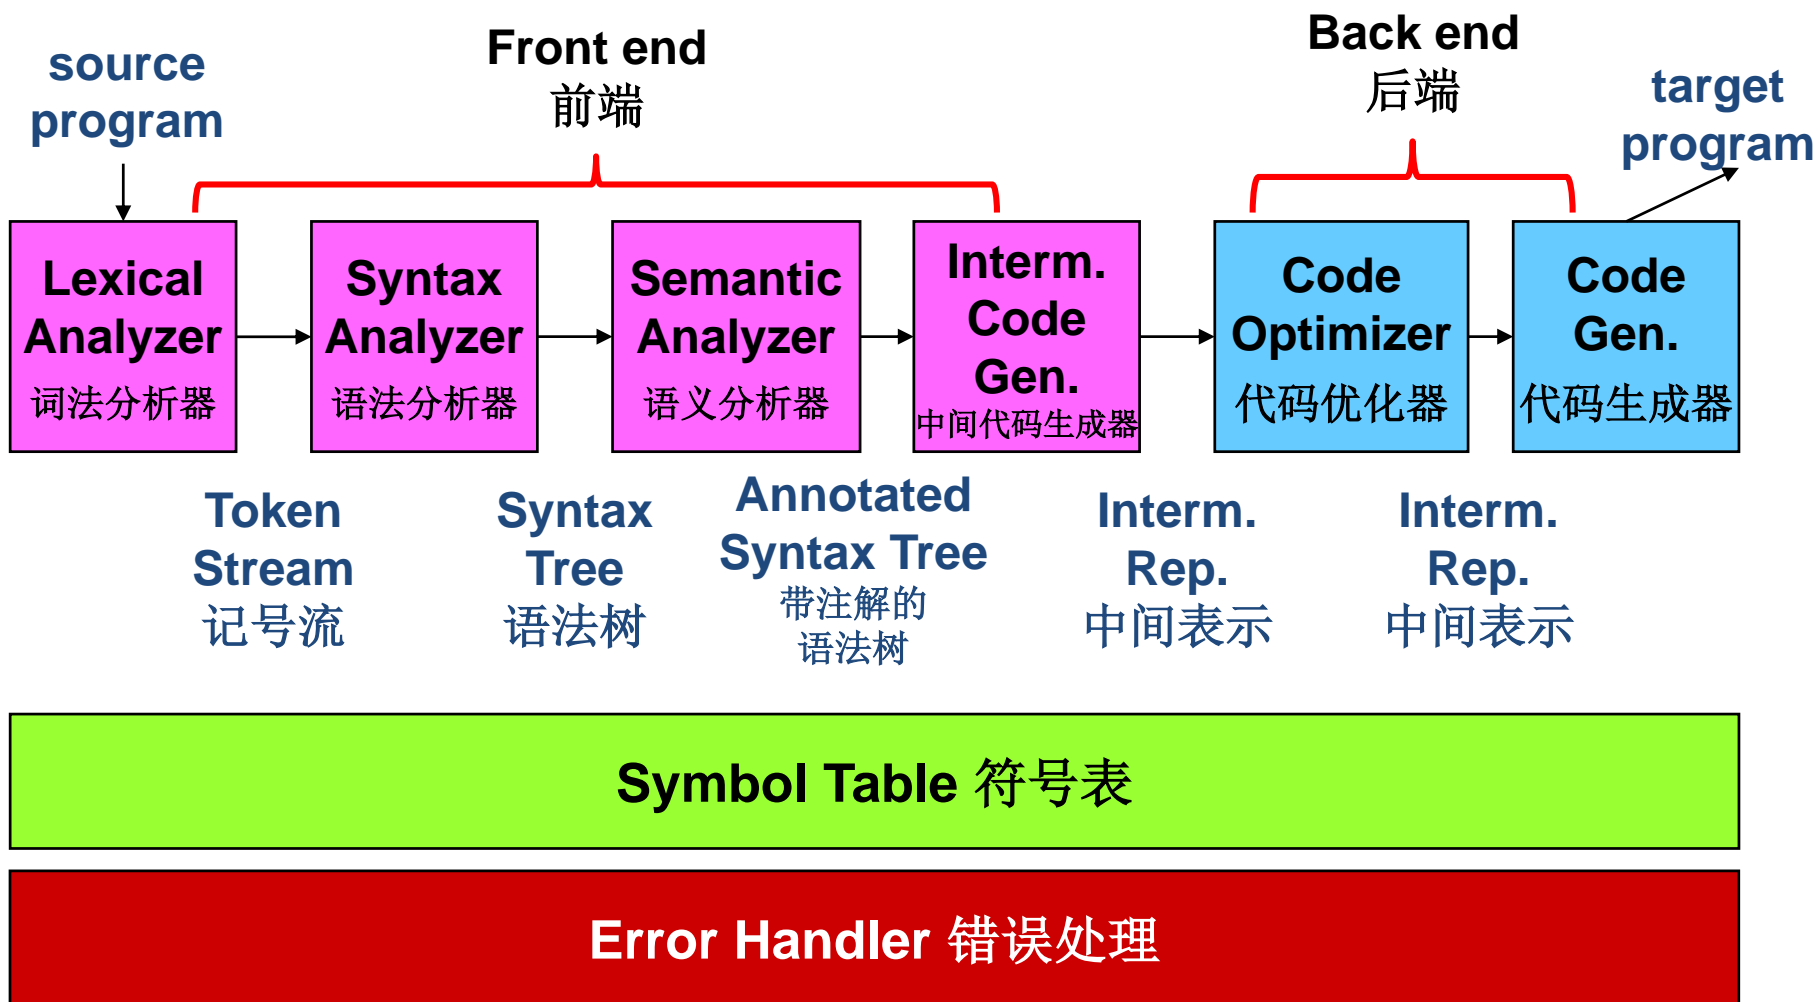 source
program
Front end
前端
Back end
后端
target
program
Lexical
Analyzer
词法分析器
Syntax
Analyzer
语法分析器
Semantic
Analyzer
语义分析器
Interm.
Code
Gen.
中间代码生成器
Code
Optimizer
代码优化器
Code
Gen.
代码生成器
Token
Stream
记号流
Syntax
Tree
语法树
Annotated
Syntax Tree
带注解的
语法树
Interm.
Rep.
中间表示
Interm.
Rep.
中间表示
Symbol Table 符号表
Error Handler 错误处理